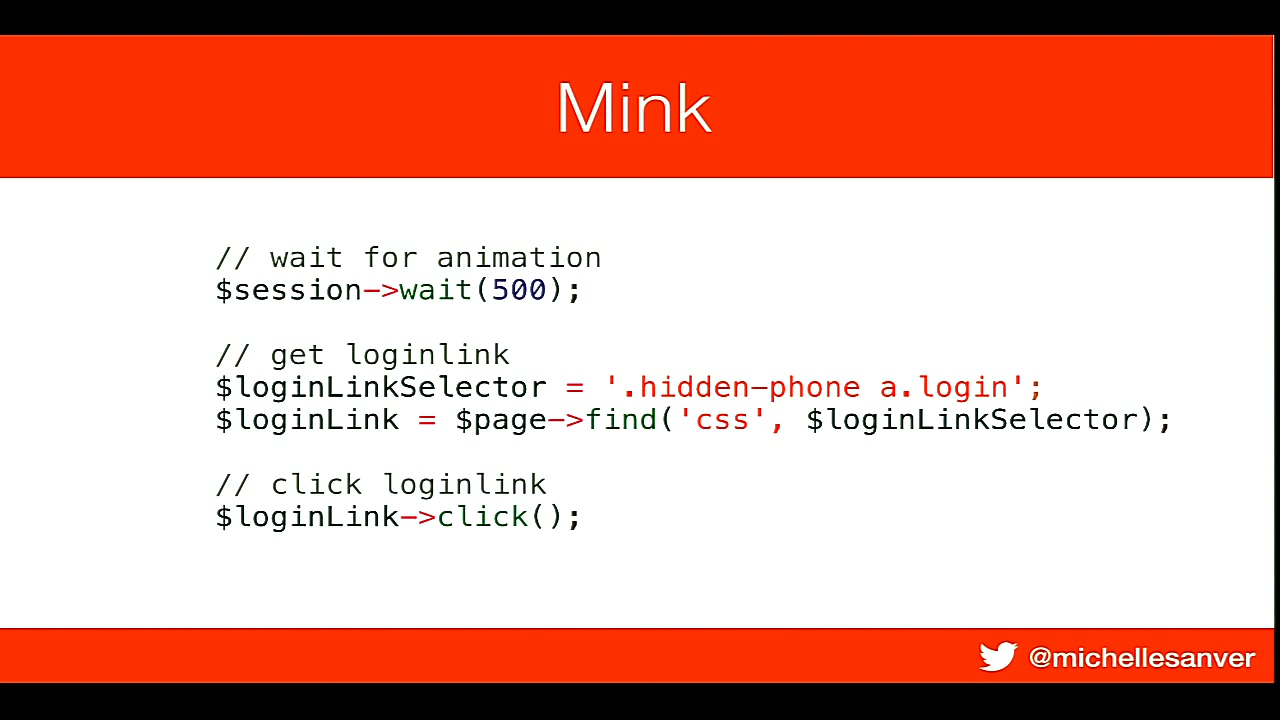 Mink
// wait for animation
$session->wait(500);
// get loginlink
$loginLinkSelector = '.hidden-phone a.login';
$loginLink = $page->find('css', $loginLinkSelector);
// click loginlink
$loginLink->click();
@michellesanver